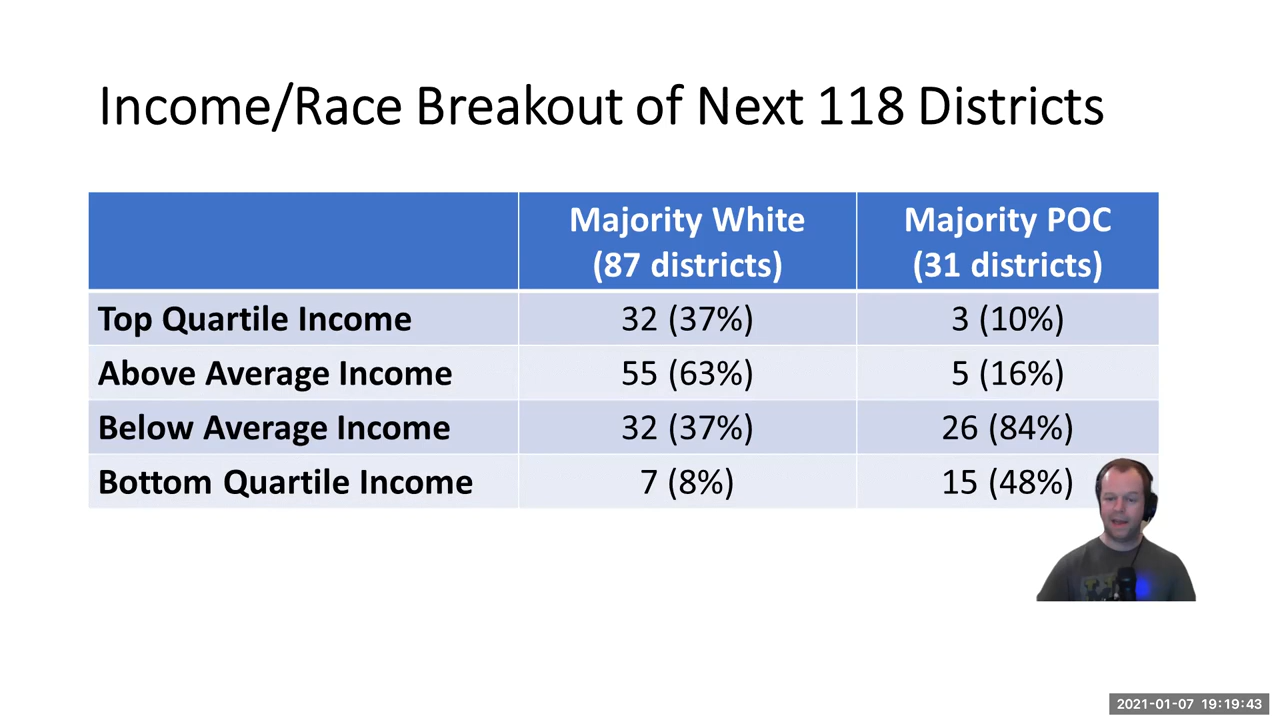 Income/Race Breakout of Next 118 Districts
Majority White Majority POC
(87 districts) (31 districts)
Top Quartile Income 32 (37%) 3 (10%)
Above Average Income 55 (63%) 5 (16%)
Below Average Income 32 (37%) 26 (84%)
Bottom Quartile Income 7 (8%) 15 (48%)
2021-01-07 19:19:43